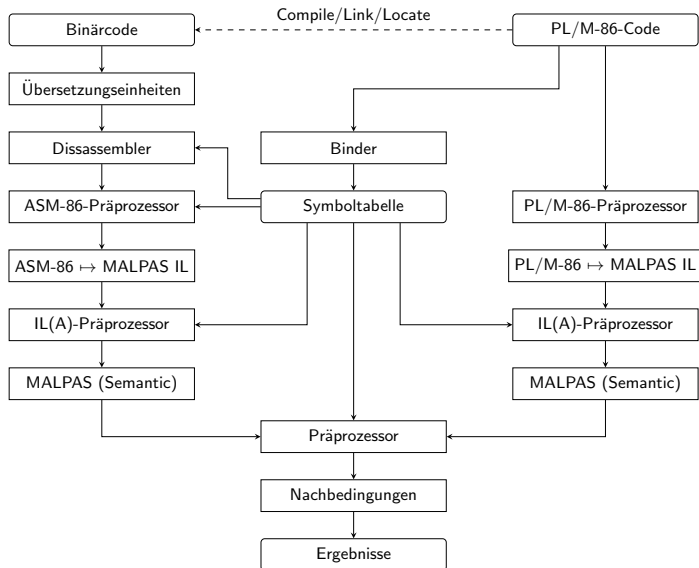 Compile/Link/Locate
Binärcode
PL/M-86-Code
Übersetzungseinheiten
Dissassembler
Binder
ASM-86-Präprozessor
Symboltabelle
PL/M-86-Präprozessor
ASM-86 ↦ MALPAS IL
PL/M-86 ↦ MALPAS IL
IL(A)-Präprozessor
IL(A)-Präprozessor
MALPAS (Semantic)
MALPAS (Semantic)
Präprozessor
Nachbedingungen
Ergebnisse